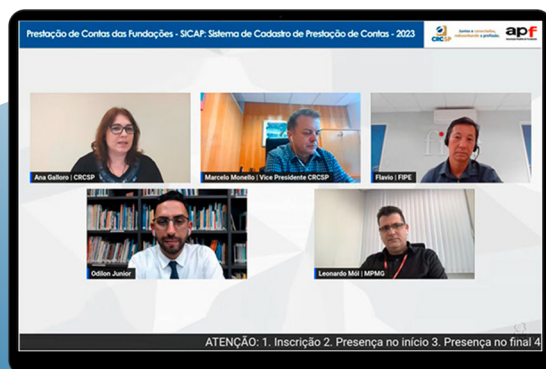 Prestação de Contas das Fundações - SICAP: Sistema de Cadastro de Prestação de Contas - 2023
CRCSP
apf
Ana Galloro | CRCSP
Marcelo Monello | Vice Presidente CRCSP
Flavio | FIPE
Odilon Junior
Leonardo Mól | MPMG
ATENÇÃO: 1. Inscrição 2. Presença no início 3. Presença no final 4